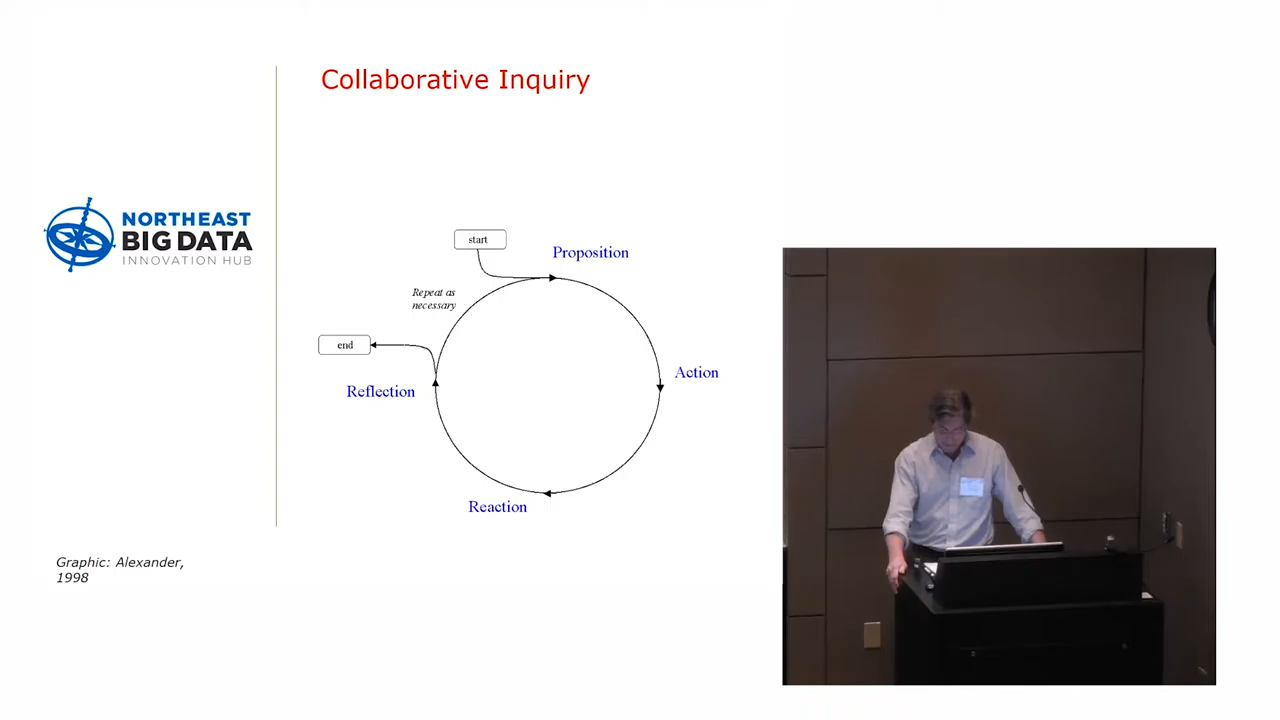 Collaborative Inquiry
NORTHEAST
BIG DATA
INNOVATION HUB
start
Proposition
Repeat as
necessary
end
Action
Reflection
Reaction
Graphic: Alexander,
1998